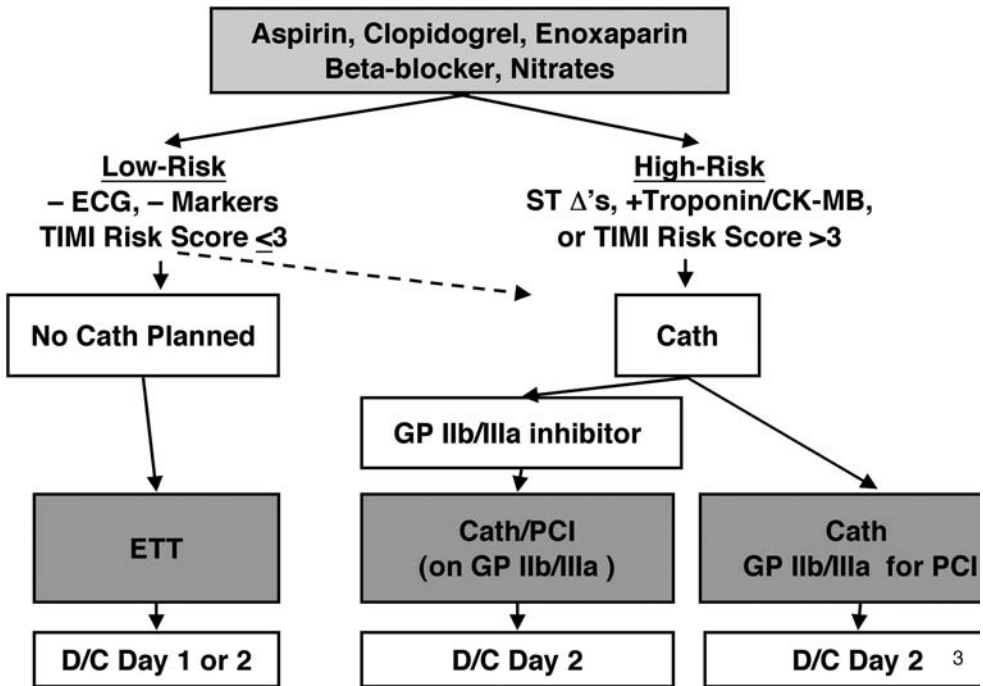 Aspirin, Clopidogrel, Enoxaparin
Beta-blocker, Nitrates
Low-Risk
– ECG, – Markers
TIMI Risk Score ≤3
High-Risk
ST Δ's, +Troponin/CK-MB,
or TIMI Risk Score >3
No Cath Planned
Cath
GP IIb/IIIa inhibitor
ETT
Cath/PCI
(on GP IIb/IIIa )
Cath
GP IIb/IIIa for PCI
D/C Day 1 or 2
D/C Day 2
D/C Day 2
3